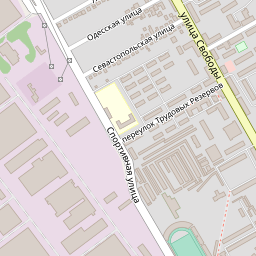 Одесская улица
улица Свободы
Севастопольская улица
переулок Трудовых Резервов
Спортивная улица